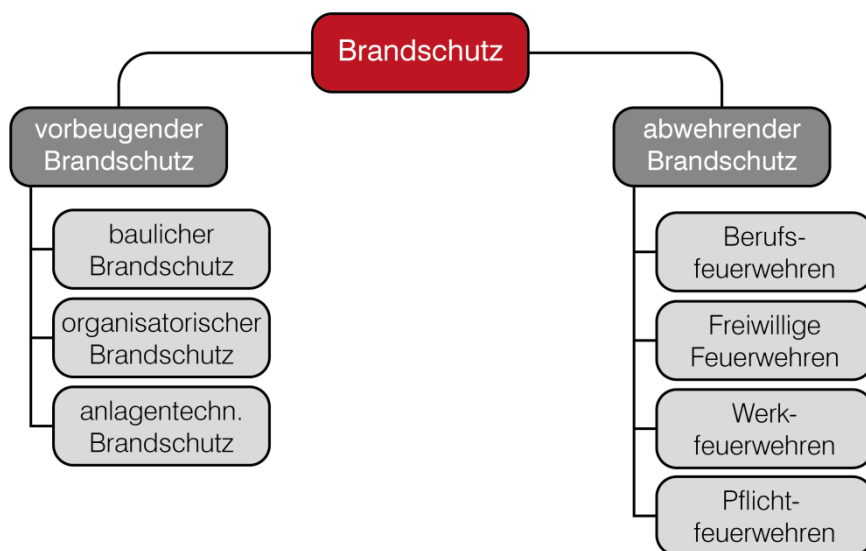 Brandschutz
vorbeugender
Brandschutz
baulicher
Brandschutz
organisatorischer
Brandschutz
anlagentechn.
Brandschutz
abwehrender
Brandschutz
Berufs-
feuerwehren
Freiwillige
Feuerwehren
Werk-
feuerwehren
Pflicht-
feuerwehren